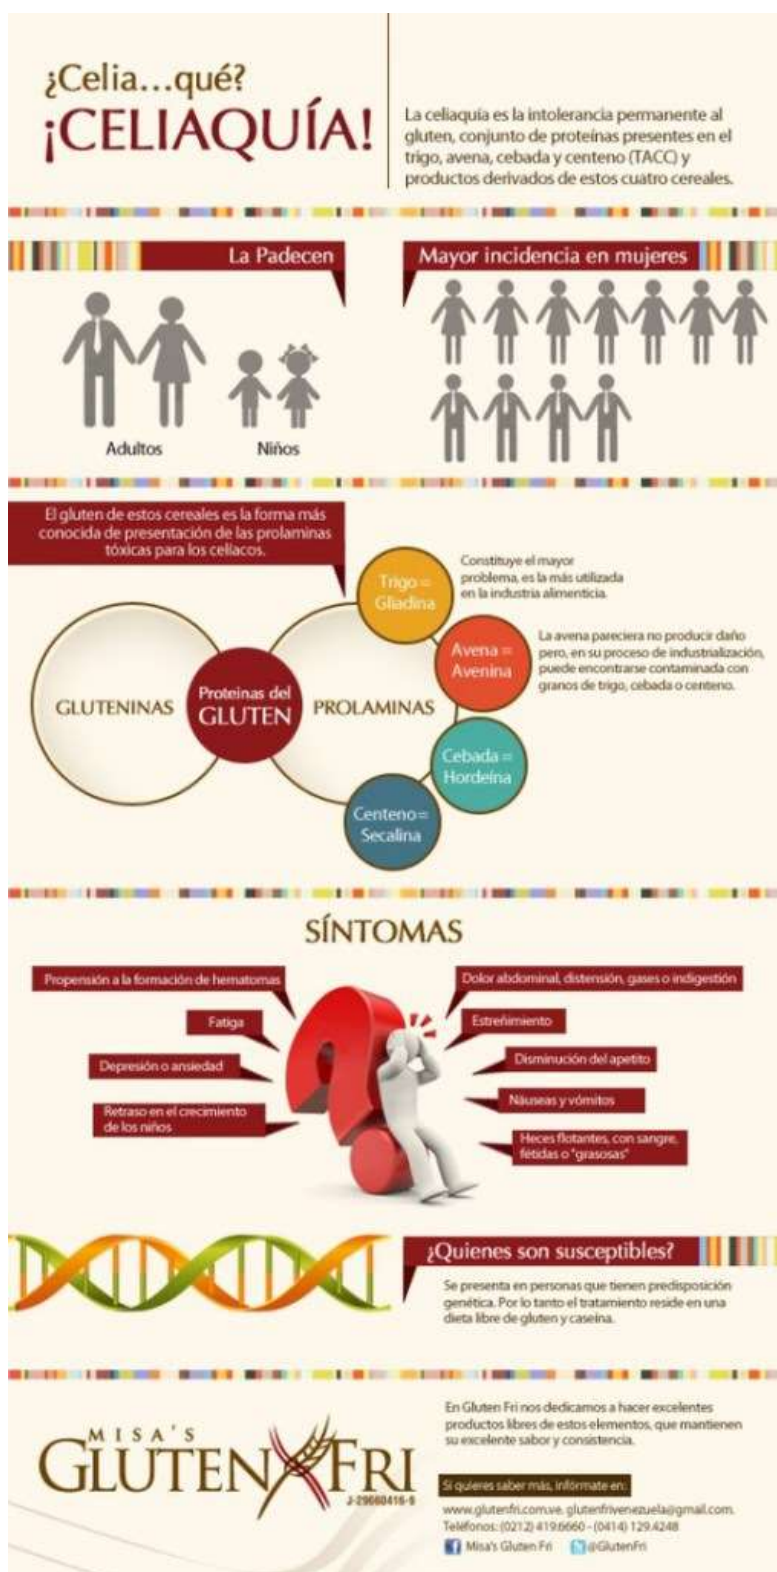 ¿Celia...qué?
¡CELIAQUÍA!
La celiaquía es la intolerancia permanente al
gluten, conjunto de proteínas presentes en el
trigo, avena, cebada y centeno (TACC) y
productos derivados de estos cuatro cereales.
La Padecen
Adultos
Niños
Mayor incidencia en mujeres
El gluten de estos cereales es la forma más
conocida de presentación de las prolaminas
tóxicas para los celíacos.
GLUTENINAS
Proteinas del
GLUTEN
PROLAMINAS
Trigo =
Gliadina
Constituye el mayor
problema, es la más utilizada
en la industria alimenticia.
Avena =
Avenina
La avena pareciera no producir daño
pero, en su proceso de industrialización,
puede encontrarse contaminada con
granos de trigo, cebada o centeno.
Cebada =
Hordeína
Centeno =
Secalina
SÍNTOMAS
Propensión a la formación de hematomas
Fatiga
Depresión o ansiedad
Retraso en el crecimiento
de los niños
Dolor abdominal, distensión, gases o indigestión
Estreñimiento
Disminución del apetito
Náuseas y vómitos
Heces flotantes, con sangre,
fétidas o "grasosas"
¿Quienes son susceptibles?
Se presenta en personas que tienen predisposición
genética. Por lo tanto el tratamiento reside en una
dieta libre de gluten y caseína.
MISA'S
GLUTEN FRI
J-29660416-6
En Gluten Fri nos dedicamos a hacer excelentes
productos libres de estos elementos, que mantienen
su excelente sabor y consistencia.
Si quieres saber más, infórmate en:
www.glutenfri.com.ve. glutenfrivenezuela@gmail.com.
Teléfonos: (0212) 419.6660 - (0414) 129.4248
Misa's Gluten Fri
@GlutenFri